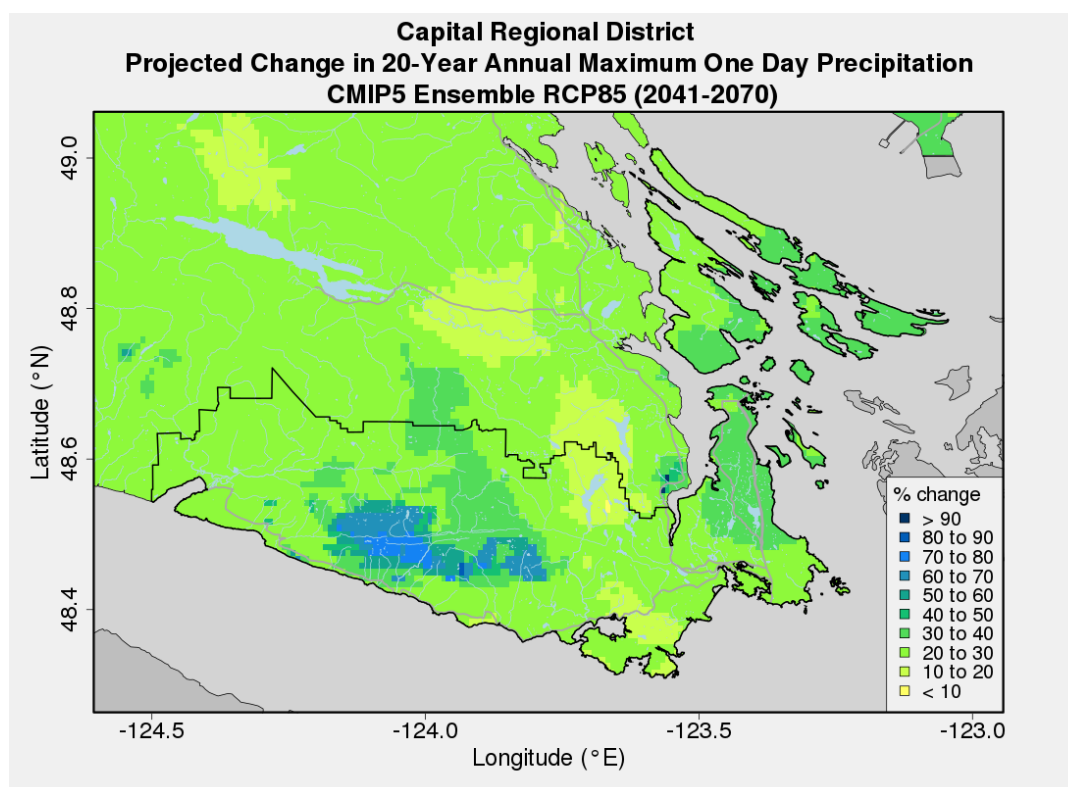 Capital Regional District
Projected Change in 20-Year Annual Maximum One Day Precipitation
CMIP5 Ensemble RCP85 (2041-2070)
49.0
48.8
48.6
48.4
Latitude (°N)
% change
> 90
80 to 90
70 to 80
60 to 70
50 to 60
40 to 50
30 to 40
20 to 30
10 to 20
< 10
-124.5
-124.0
-123.5
-123.0
Longitude (°E)